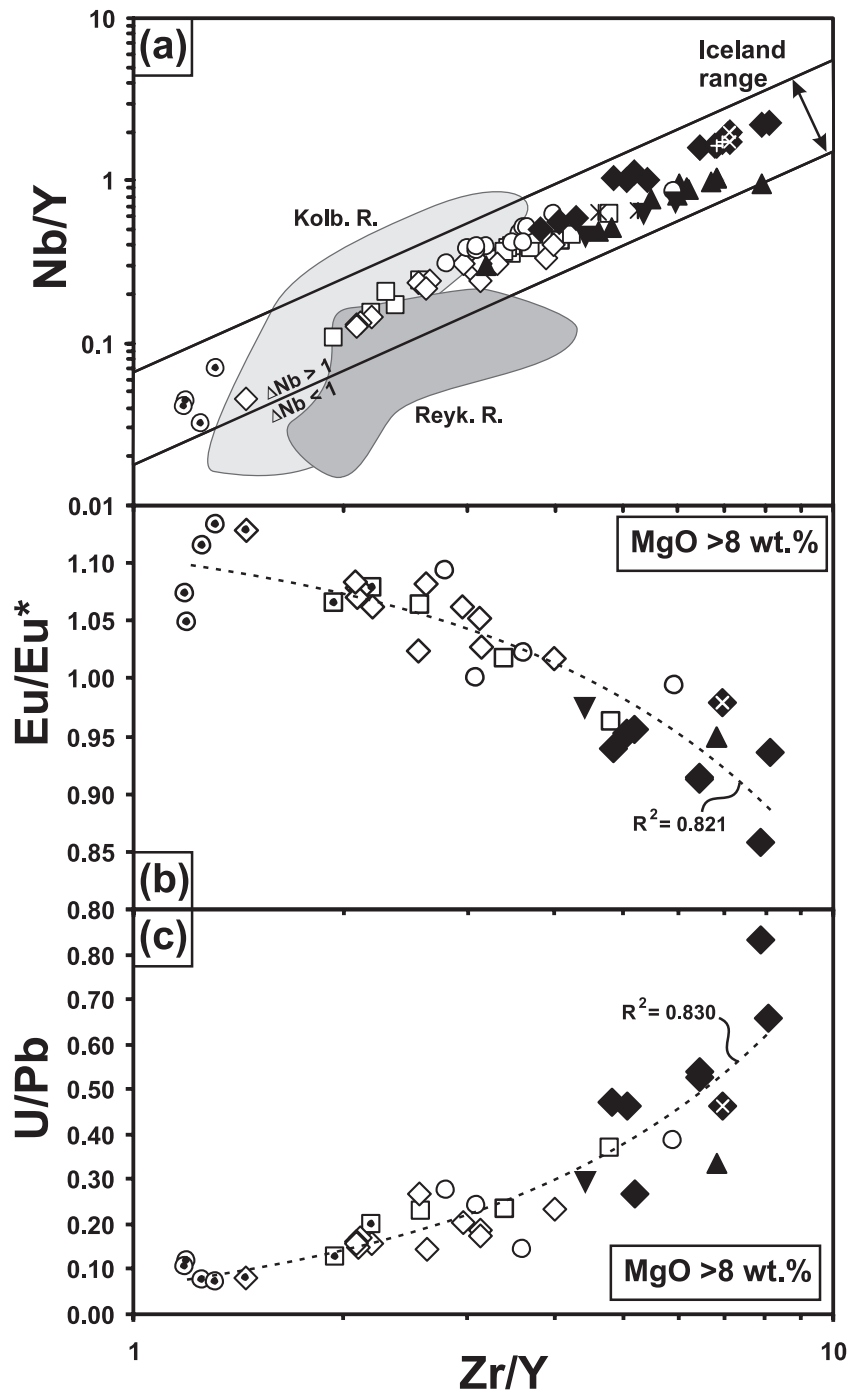 (a)
10
1
0.1
0.01
Nb/Y
Iceland
range
Kolb. R.
ΔNb > 1
ΔNb < 1
Reyk. R.
(b)
MgO >8 wt.%
1.10
1.05
1.00
0.95
0.90
0.85
0.80
Eu/Eu*
R²= 0.821
(c)
0.80
0.70
0.60
0.50
0.40
0.30
0.20
0.10
0.00
U/Pb
R²= 0.830
MgO >8 wt.%
1
10
Zr/Y